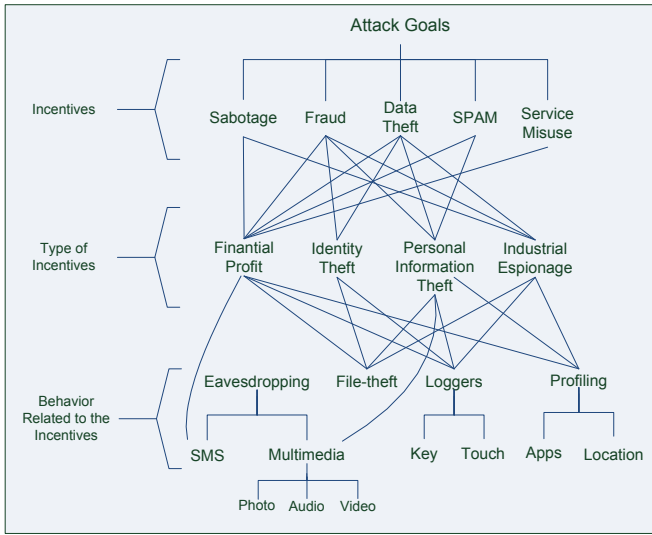 Attack Goals
Incentives
Sabotage
Fraud
Data
Theft
SPAM
Service
Misuse
Type of
Incentives
Finantial
Profit
Identity
Theft
Personal
Information
Theft
Industrial
Espionage
Behavior
Related to the
Incentives
Eavesdropping
File-theft
Loggers
Profiling
SMS
Multimedia
Key
Touch
Apps
Location
Photo
Audio
Video